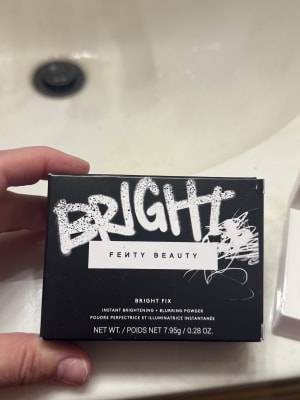 BRIGHT
FENTY BEAUTY
BRIGHT FIX
INSTANT BRIGHTENING + BLURRING POWDER
POUDRE PERFECTRICE ET ILLUMINATRICE INSTANTANÉE
NET WT. / POIDS NET 7.95g / 0.28 OZ.